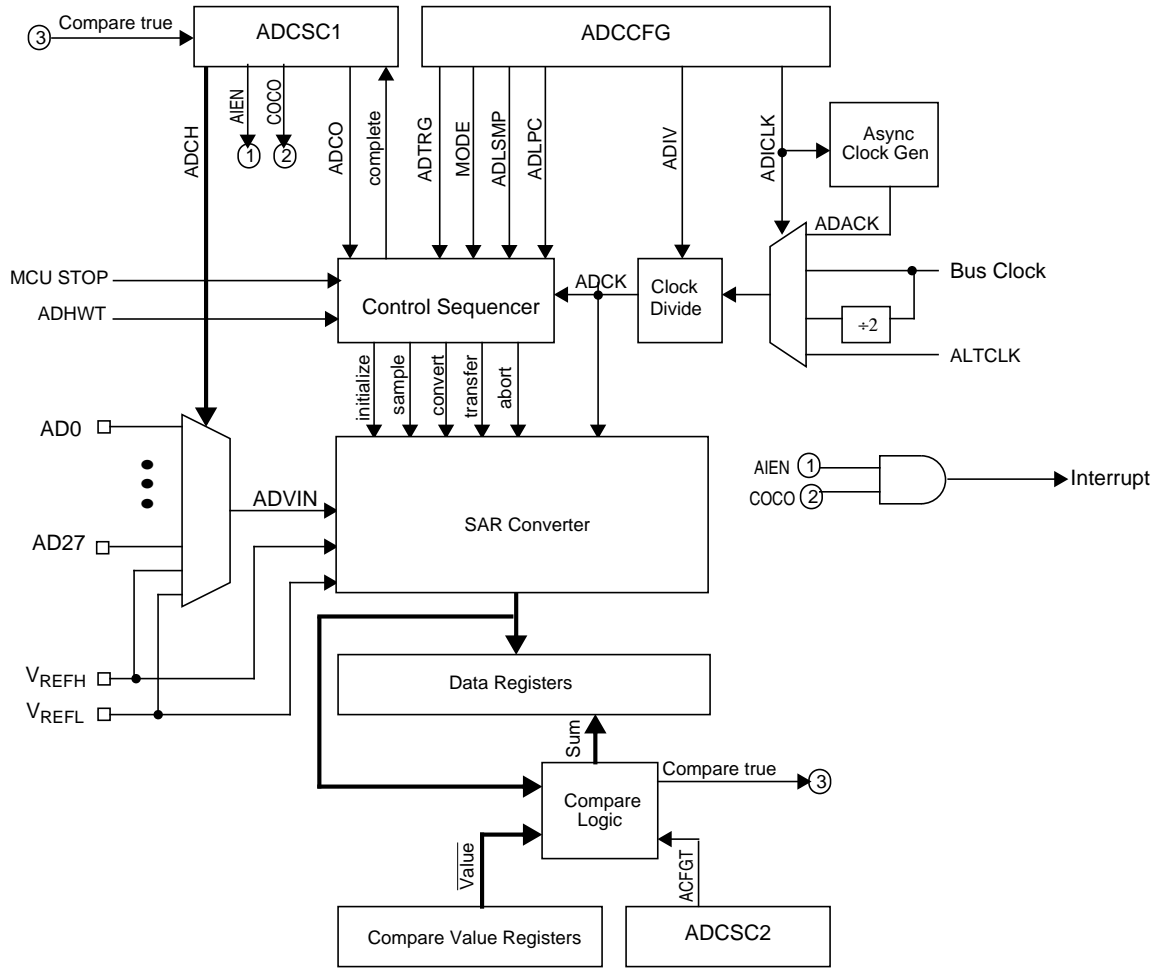 3 Compare true
ADCSC1
ADCCFG
ADCH
AIEN
COCO
1
2
ADCO
complete
ADTRG
MODE
ADLSMP
ADLPC
ADIV
ADICLK
Async
Clock Gen
ADACK
MCU STOP
ADHWT
Control Sequencer
ADCK
Clock
Divide
Bus Clock
÷2
ALTCLK
initialize
sample
convert
transfer
abort
AD0
AD27
ADVIN
SAR Converter
AIEN 1
COCO 2
Interrupt
VREFH
VREFL
Data Registers
Sum
Compare true 3
Compare
Logic
Value
ACFGT
Compare Value Registers
ADCSC2